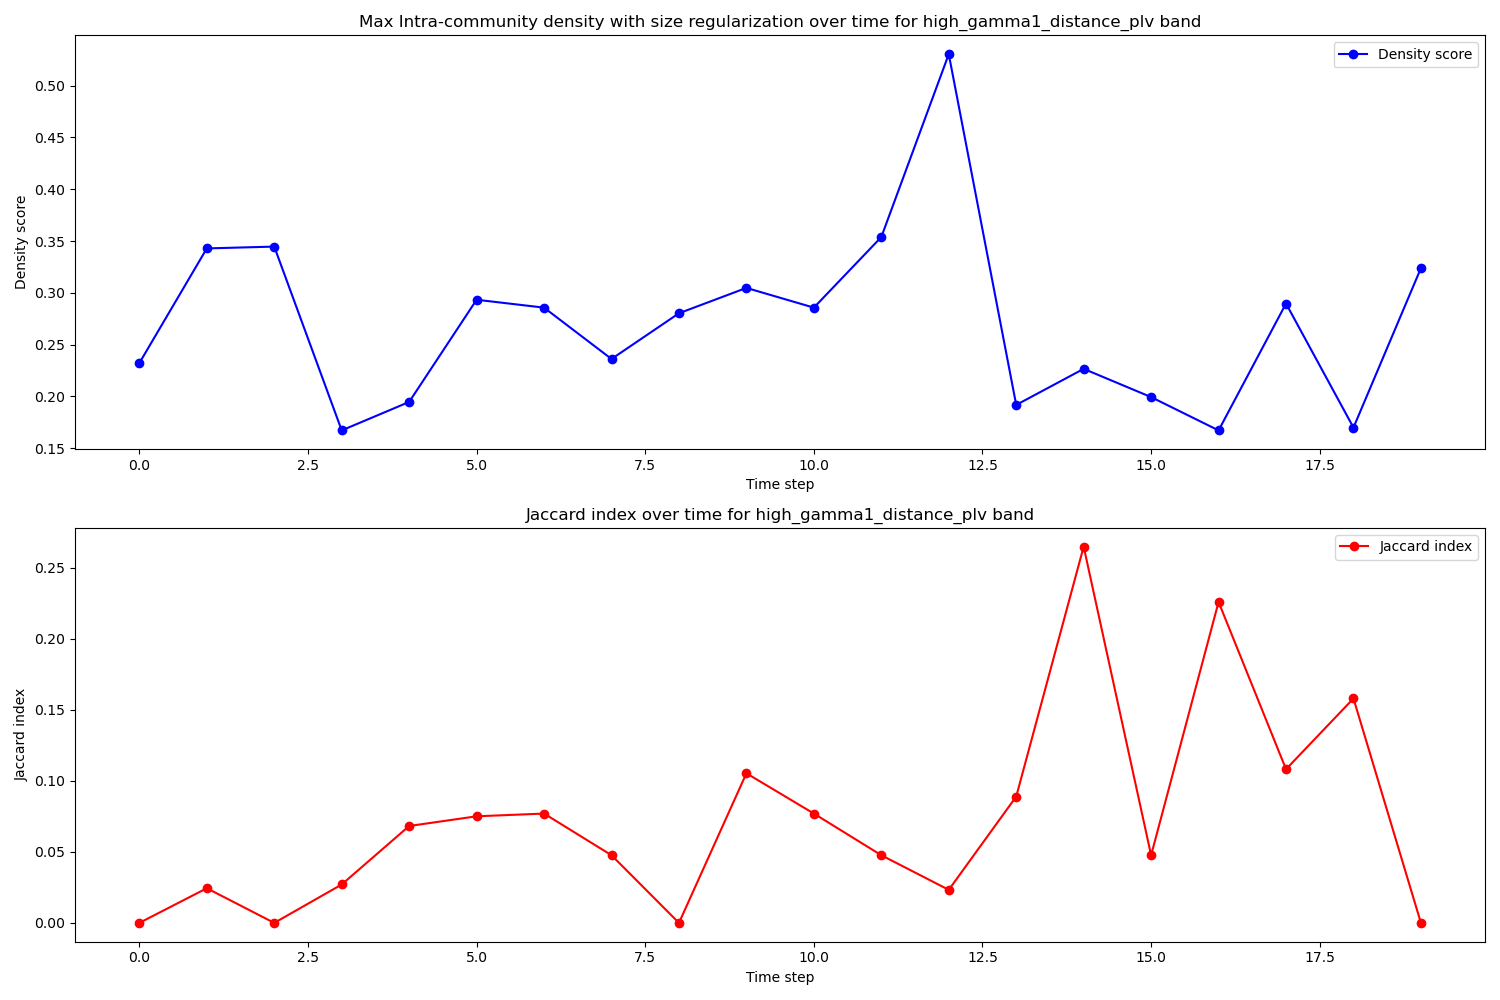 Max Intra-community density with size regularization over time for high_gamma1_distance_plv band
Density score
0.50
0.45
0.40
0.35
0.30
0.25
0.20
0.15
Density score
0.0 2.5 5.0 7.5 10.0 12.5 15.0 17.5
Time step
Jaccard index over time for high_gamma1_distance_plv band
Jaccard index
0.25
0.20
0.15
0.10
0.05
0.00
Jaccard index
0.0 2.5 5.0 7.5 10.0 12.5 15.0 17.5
Time step